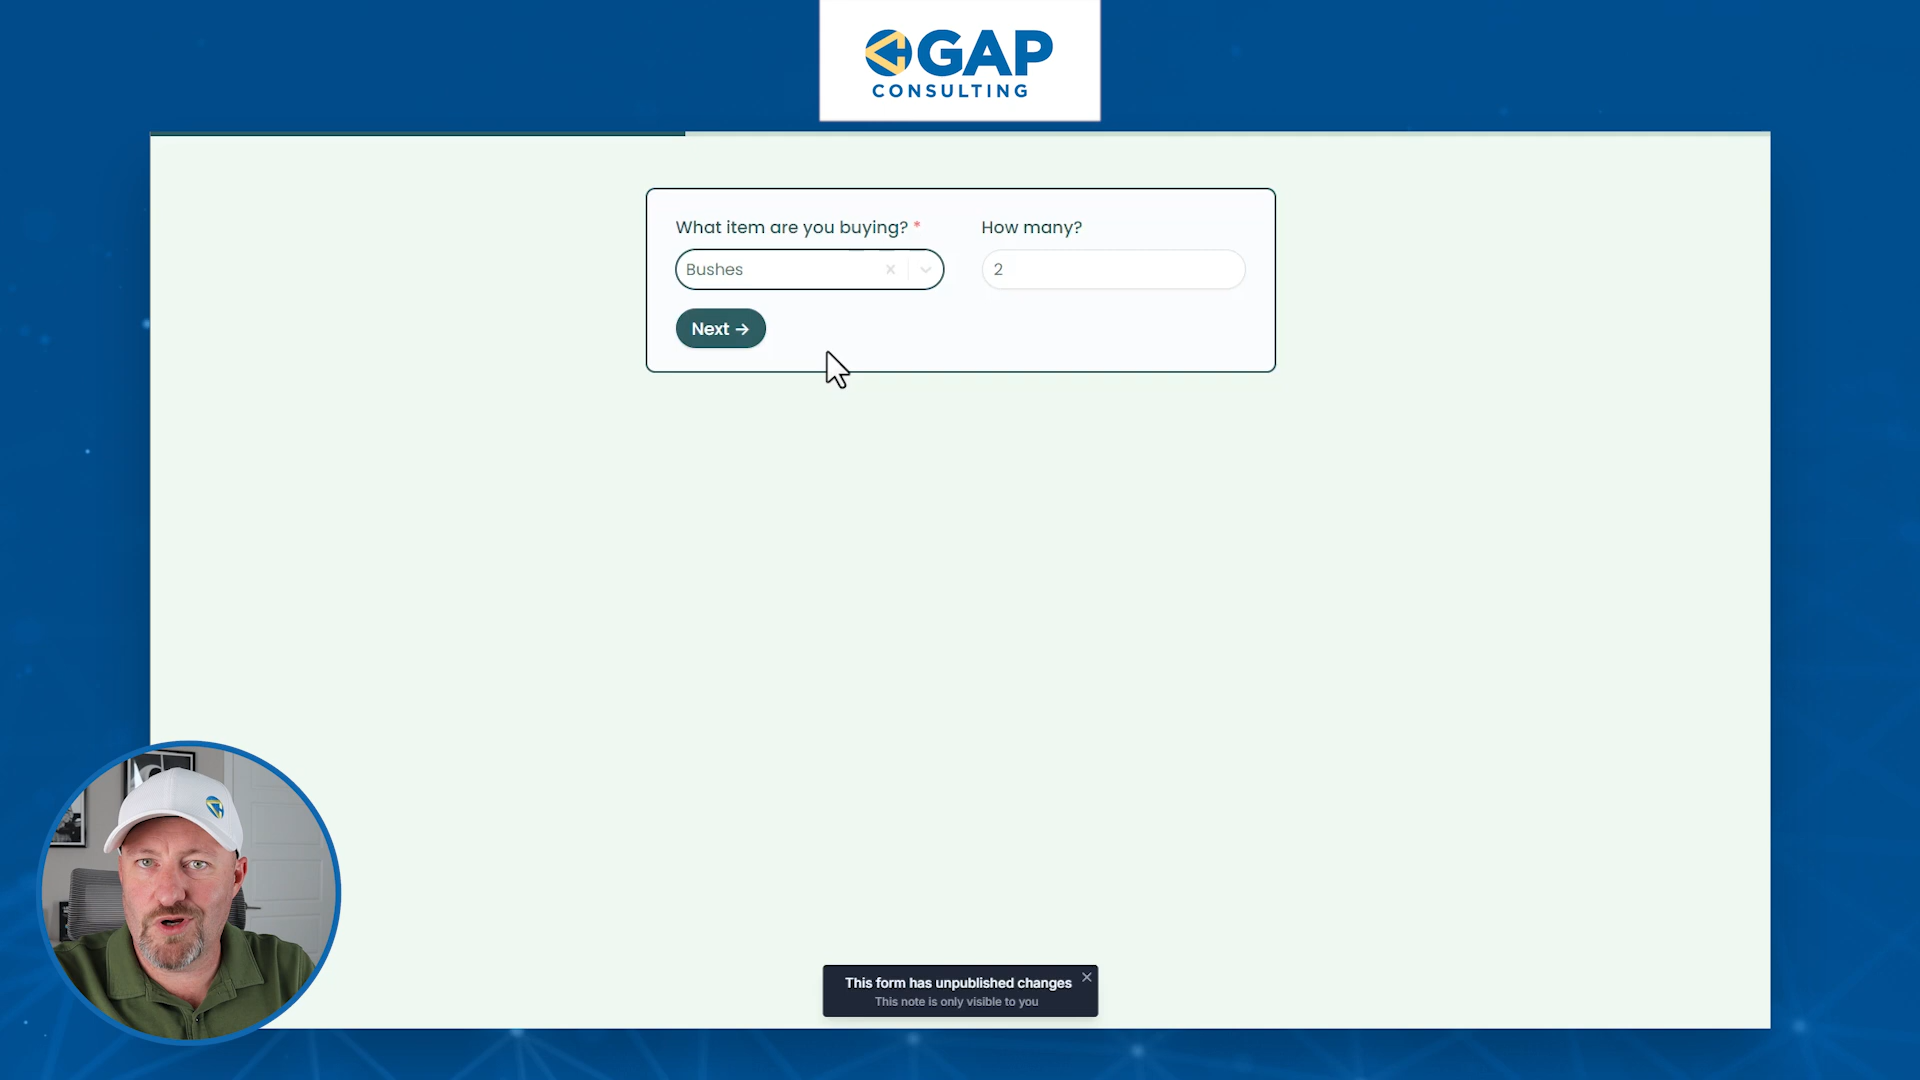 GAP
CONSULTING
What item are you buying? *
How many?
Bushes
2
Next →
This form has unpublished changes
This note is only visible to you